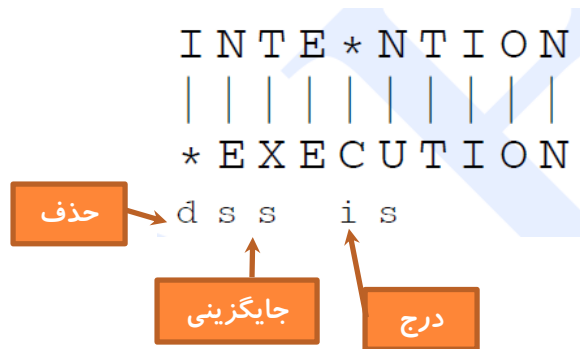 I N T E * N T I O N
| | | | | | | | | |
* E X E C U T I O N
d s s i s
حذف
جایگزینی
درج